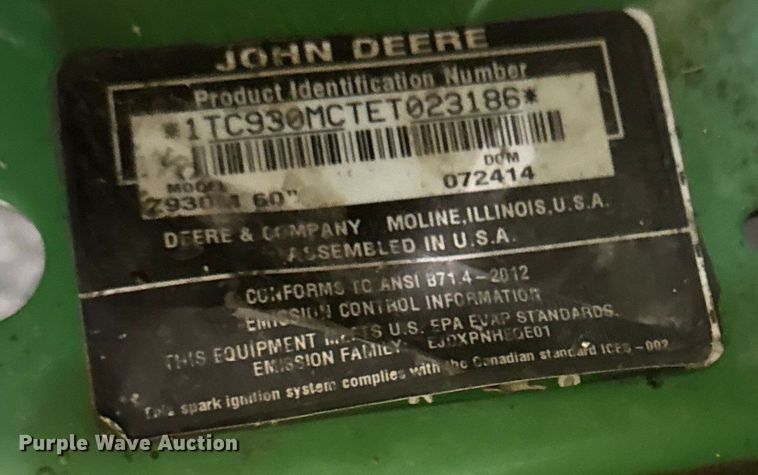 JOHN DEERE
Product Identification Number
*1TC930MCTET023186*
MODEL DOM
Z930M 60" 072414
DEERE & COMPANY MOLINE, ILLINOIS, U.S.A.
ASSEMBLED IN U.S.A.
CONFORMS TO ANSI B71.4-2012
EMISSION CONTROL INFORMATION
THIS EQUIPMENT MEETS U.S. EPA EVAP STANDARDS.
EMISSION FAMILY:
This spark ignition system complies with the Canadian standard ICES-002
Purple Wave Auction